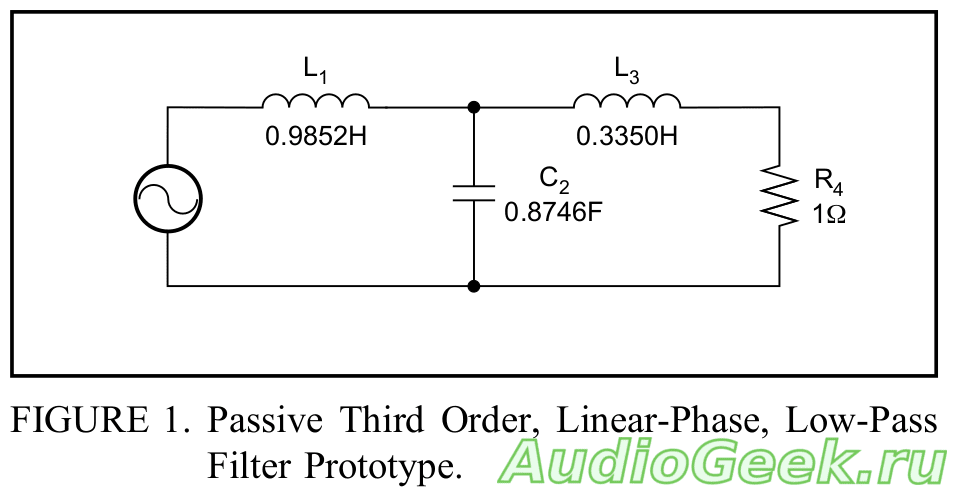 L1
0.9852H
L3
0.3350H
C2
0.8746F
R4
1Ω
FIGURE 1. Passive Third Order, Linear-Phase, Low-Pass
Filter Prototype.
AudioGeek.ru